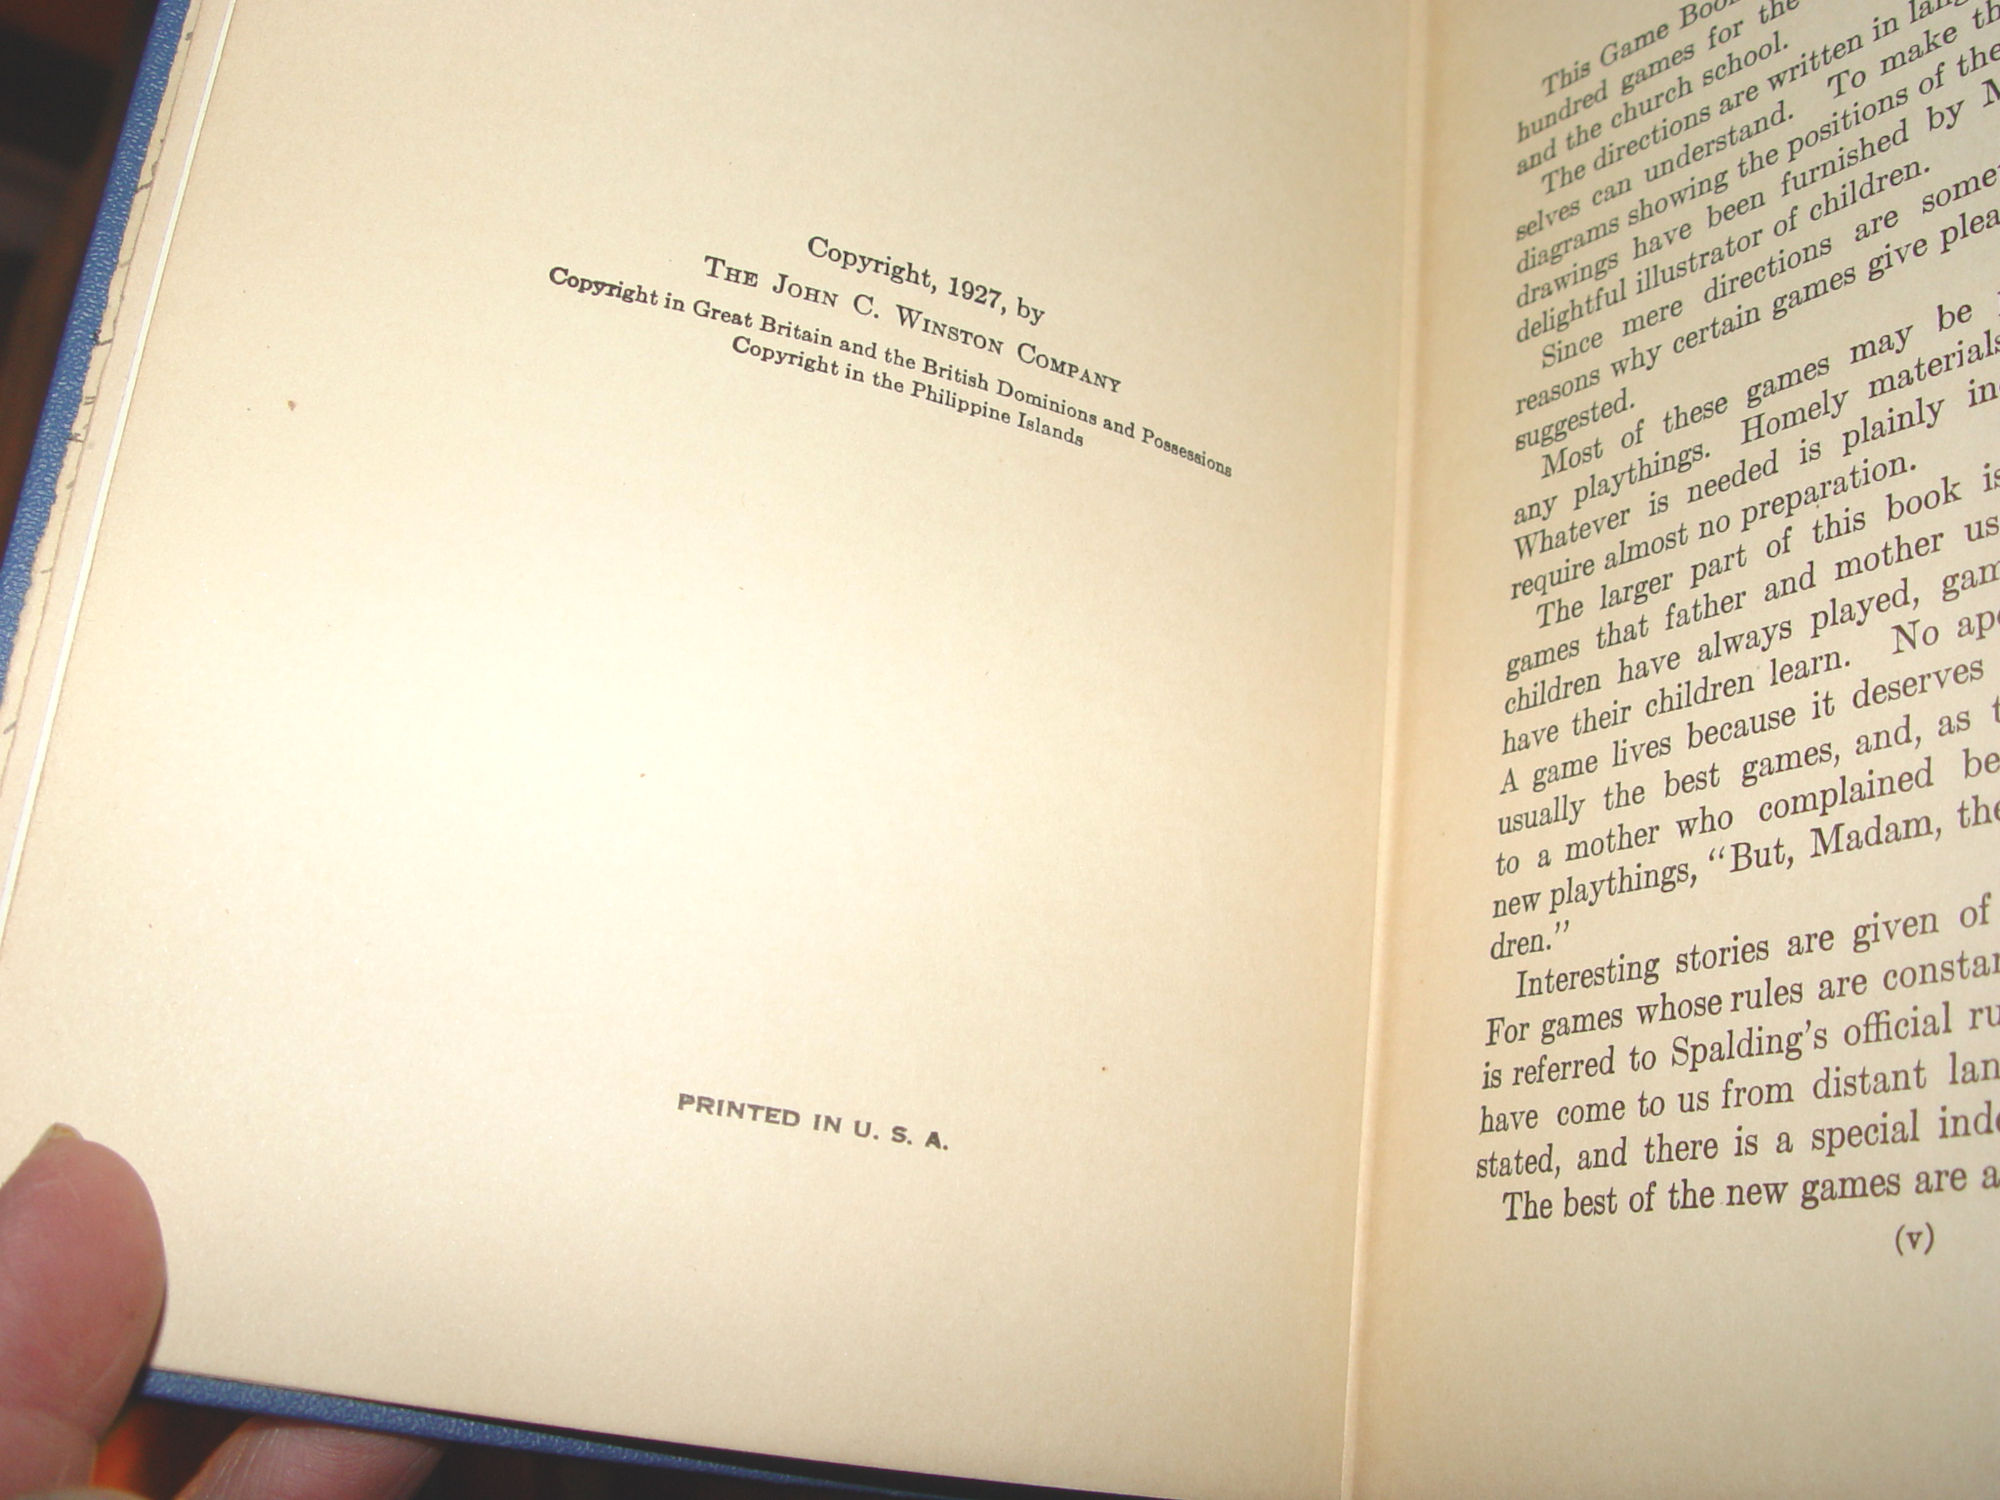 Copyright, 1927, by
THE JOHN C. WINSTON COMPANY
Copyright in Great Britain and the British Dominions and Possessions
Copyright in the Philippine Islands
PRINTED IN U. S. A.
This Game Book
hundred games for the
and the church school.
The directions are written in
selves can understand. To make
diagrams showing the positions of the
drawings have been furnished by
delightful illustrator of children.
Since mere directions are
reasons why certain games give
suggested.
Most of these games may be
any playthings. Homely materials
Whatever is needed is plainly
require almost no preparation.
The larger part of this book is
games that father and mother
children have always played,
have their children learn. No
A game lives because it deserves
usually the best games, and, as
to a mother who complained
new playthings, “But, Madam,
dren.”
Interesting stories are given of
For games whose rules are
is referred to Spalding's official
have come to us from distant
stated, and there is a special
The best of the new games are
(v)